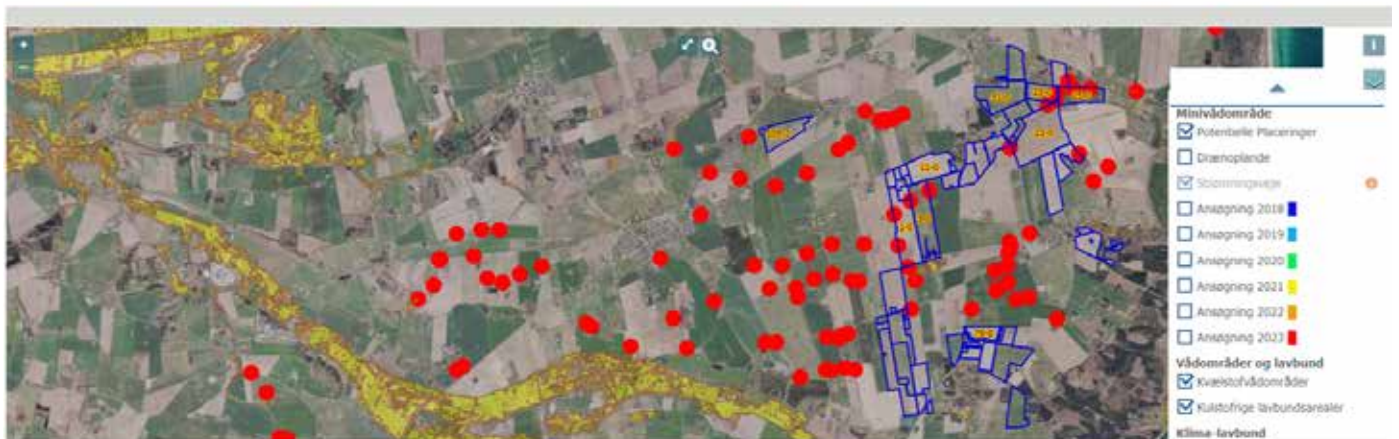 Minivådområde
Potentielle Placeringer
Drænoplande
Strømningsveje
Ansøgning 2018
Ansøgning 2019
Ansøgning 2020
Ansøgning 2021
Ansøgning 2022
Ansøgning 2023
Vådområder og lavbund
Kvælstofvådområder
Kulstofrige lavbundsarealer
Klima-lavbund